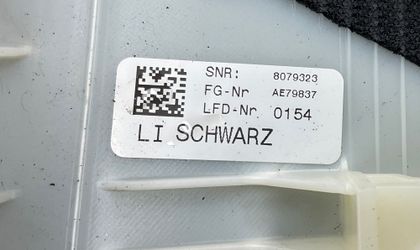 SNR: 8079323
FG-Nr AE79837
LFD-Nr. 0154
LI SCHWARZ